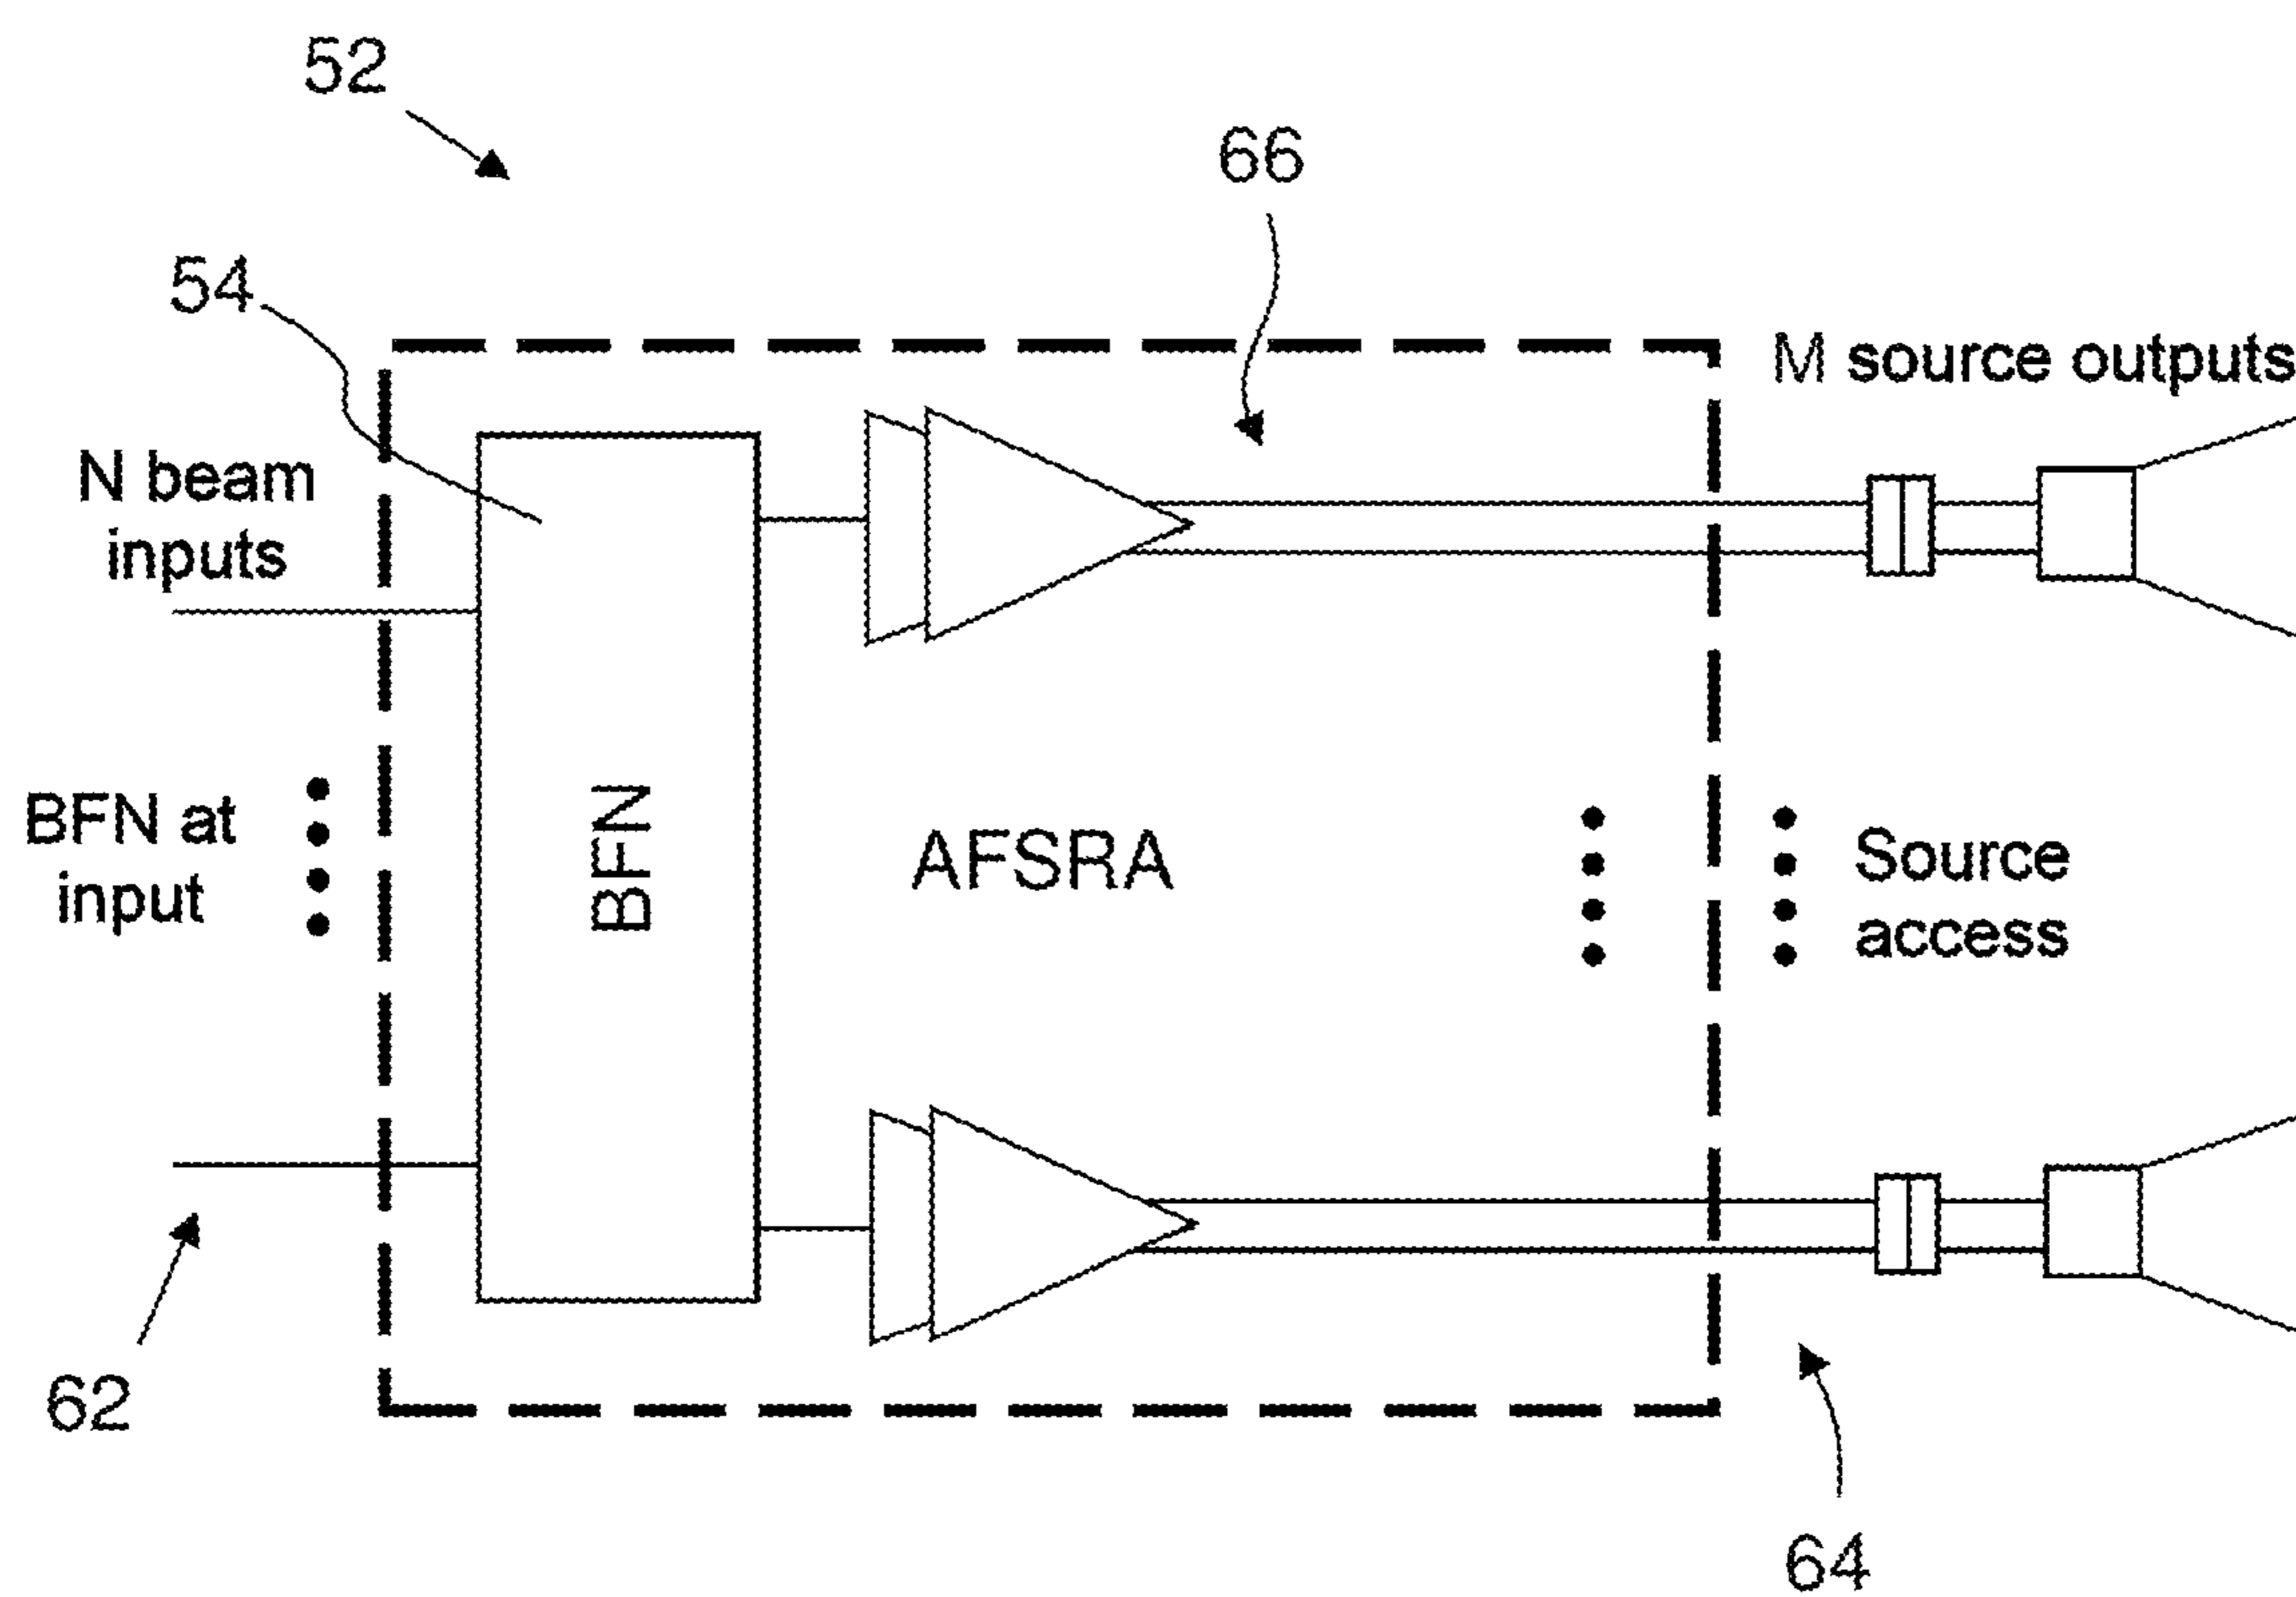 52
66
54
M source outputs
N beam
inputs
BFN at
input
BFN
AFSRA
Source
access
62
64